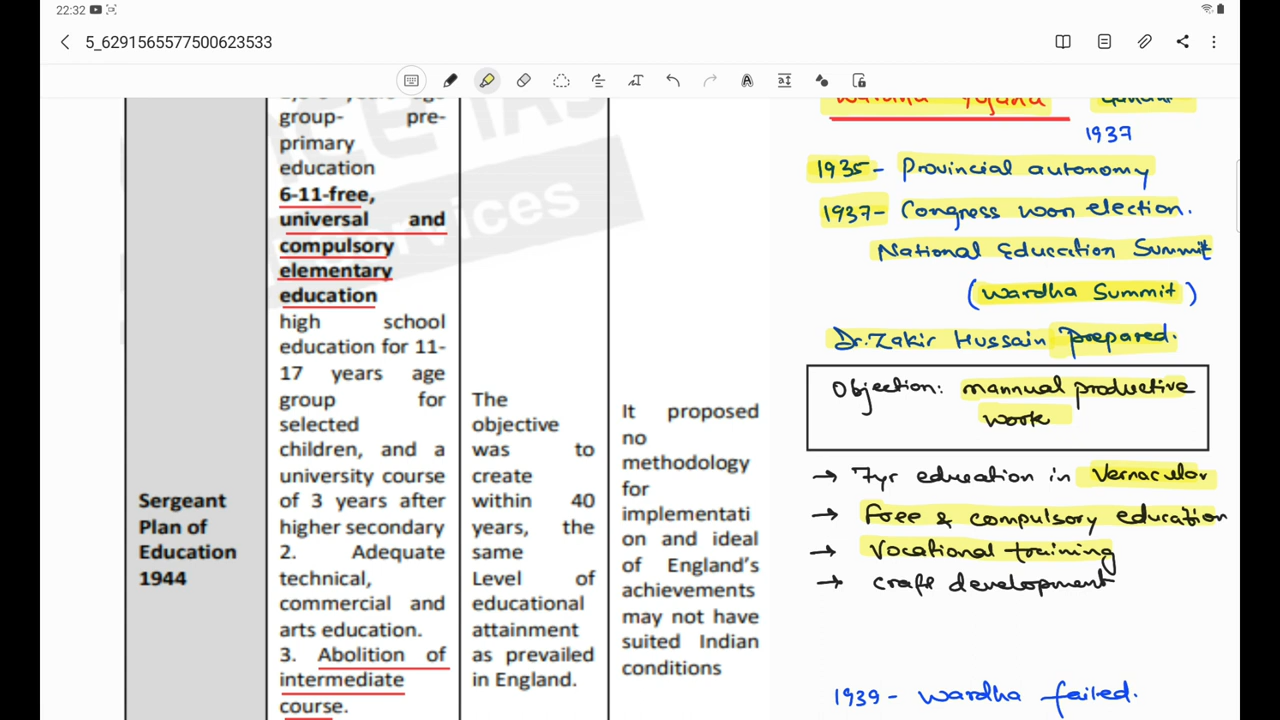 22:32
5_6291565577500623533
group- pre-
primary
education
6-11-free,
universal and
compulsory
elementary
education
high school
education for 11-
17 years age
group for
selected
children, and a
university course
of 3 years after
higher secondary
2. Adequate
technical,
commercial and
arts education.
3. Abolition of
intermediate
course.
Sergeant
Plan of
Education
1944
The
objective
was to
create
within 40
years, the
same
Level of
educational
attainment
as prevailed
in England.
It proposed
no
methodology
for
implementati
on and ideal
of England's
achievements
may not have
suited Indian
conditions
1937
1935- Provincial autonomy
1937- Congress won election.
National Education Summit
(Wardha Summit)
Dr. Zakir Hussain prepared.
Objection: mannual productive
work
→ 7yr education in Vernacular
→ free & compulsory education
→ Vocational training
→ craft development
1939- Wardha failed.